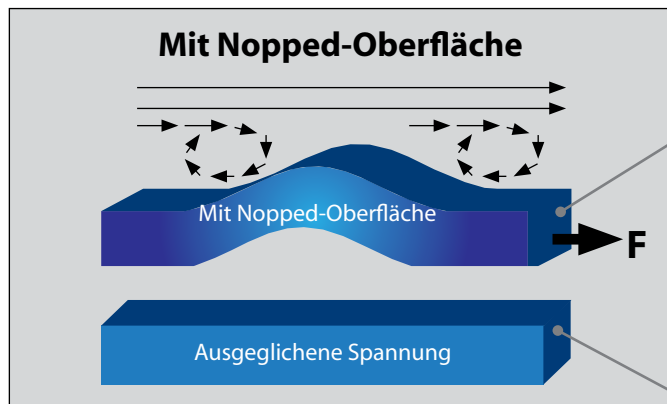 Mit Nopped-Oberfläche
Mit Nopped-Oberfläche
F
Ausgeglichene Spannung